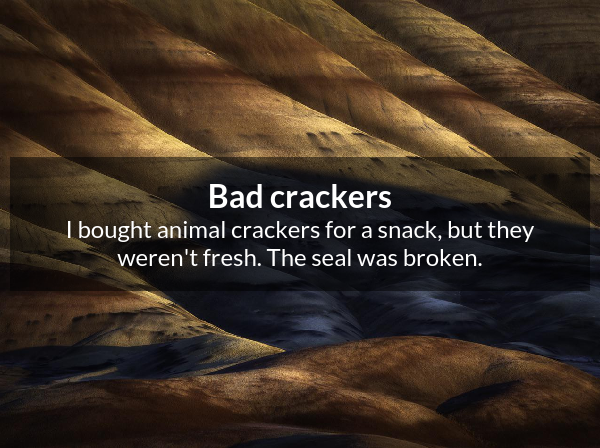 Bad crackers
I bought animal crackers for a snack, but they
weren't fresh. The seal was broken.